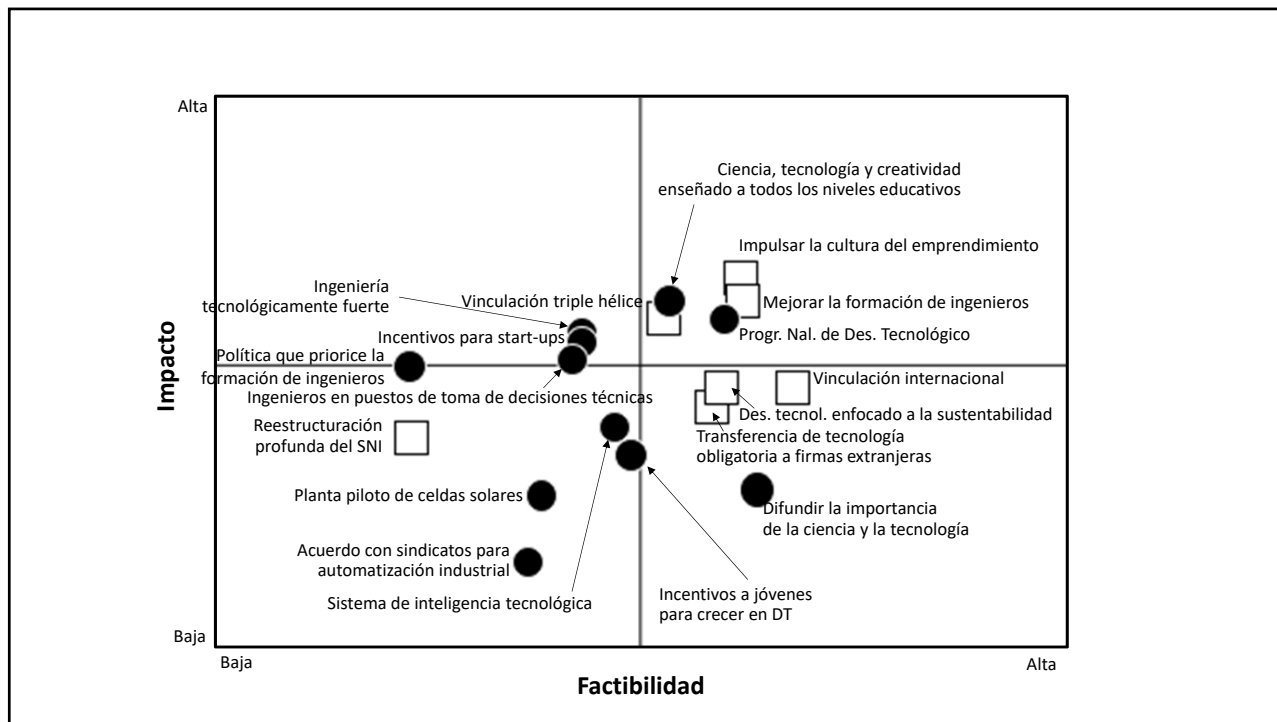 Alta
Ciencia, tecnología y creatividad
enseñado a todos los niveles educativos
Impulsar la cultura del emprendimiento
Ingeniería
tecnológicamente fuerte
Vinculación triple hélice
Mejorar la formación de ingenieros
Incentivos para start-ups
Progr. Nal. de Des. Tecnológico
Política que priorice la
formación de ingenieros
Impacto
Vinculación internacional
Ingenieros en puestos de toma de decisiones técnicas
Des. tecnol. enfocado a la sustentabilidad
Reestructuración
profunda del SNI
Transferencia de tecnología
obligatoria a firmas extranjeras
Planta piloto de celdas solares
Difundir la importancia
de la ciencia y la tecnología
Acuerdo con sindicatos para
automatización industrial
Sistema de inteligencia tecnológica
Incentivos a jóvenes
para crecer en DT
Baja
Baja
Alta
Factibilidad